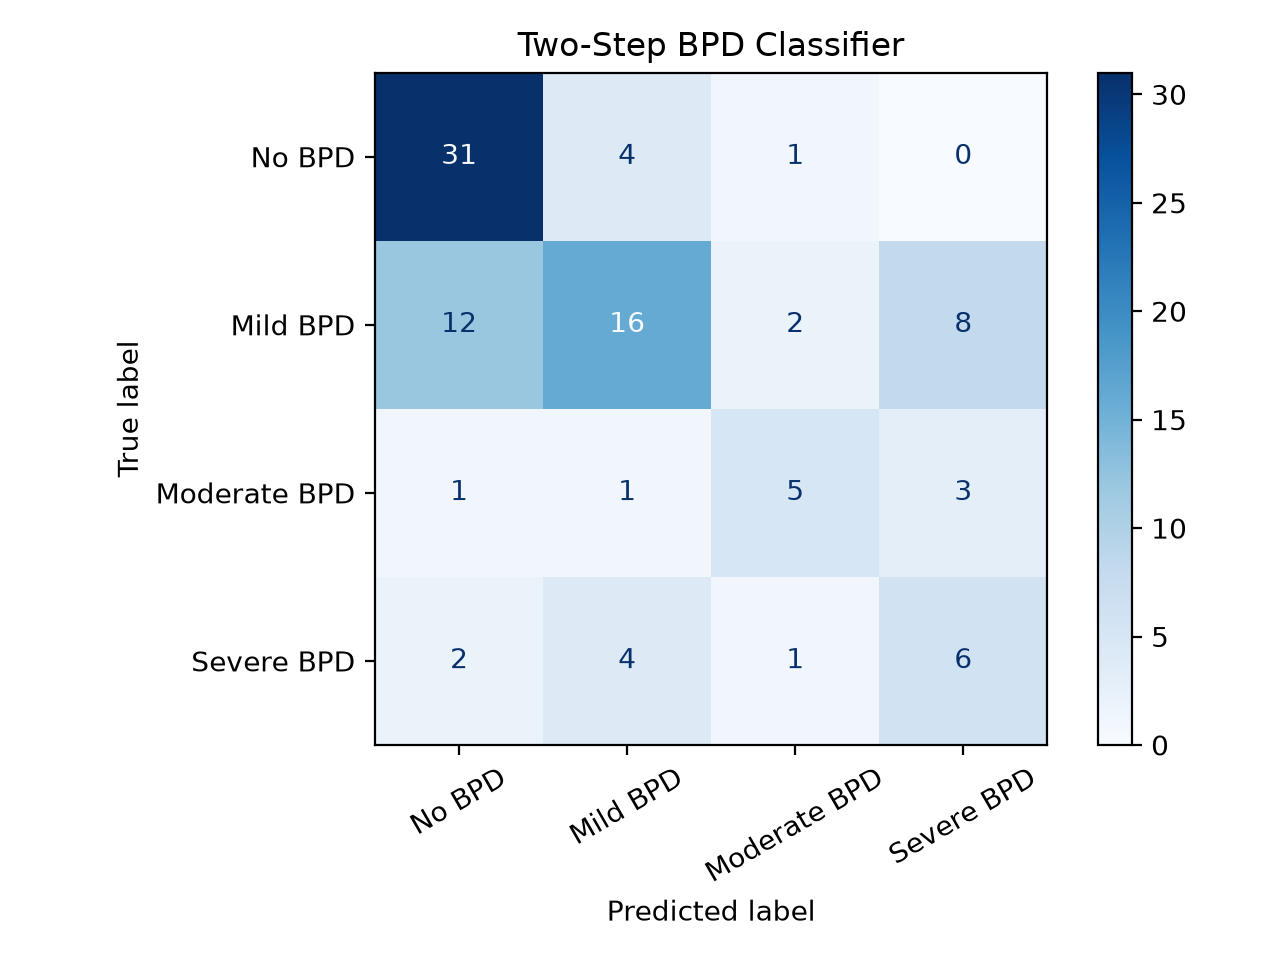 Two-Step BPD Classifier
True label
No BPD
31 4 1 0
Mild BPD
12 16 2 8
Moderate BPD
1 1 5 3
Severe BPD
2 4 1 6
No BPD
Mild BPD
Moderate BPD
Severe BPD
Predicted label
30
25
20
15
10
5
0